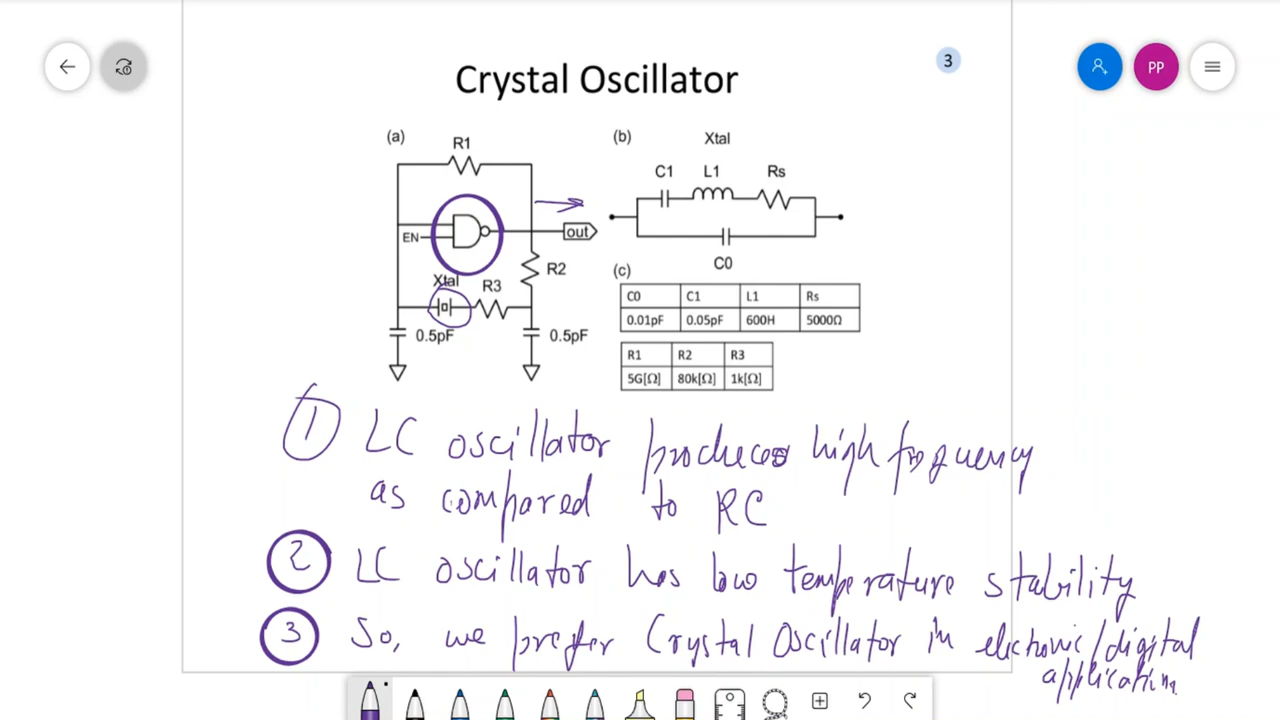 3
PP
Crystal Oscillator
(a)
R1
EN
out
R2
Xtal
R3
0.5pF
0.5pF
(b)
Xtal
C1 L1 Rs
C0
(c)
C0 C1 L1 Rs
0.01pF 0.05pF 600H 5000Ω
R1 R2 R3
5G[Ω] 80k[Ω] 1k[Ω]
1 LC oscillator produces high frequency
as compared to RC
2 LC oscillator has low temperature stability
3 So, we prefer Crystal Oscillator in electronic/digital
applications.